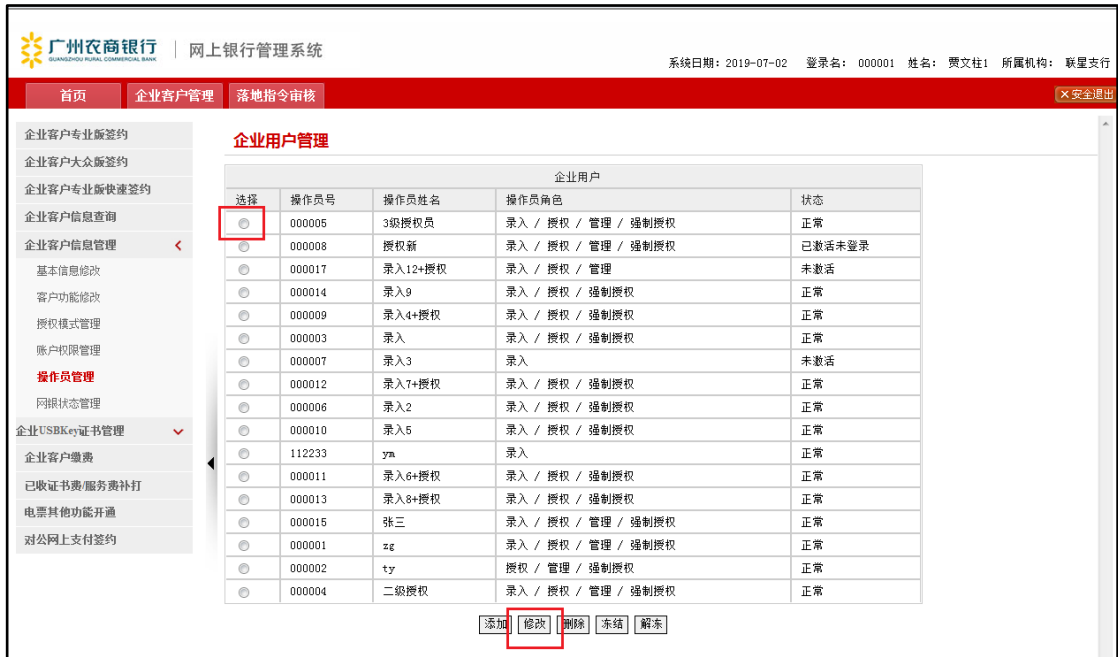 广州农商银行 网上银行管理系统
GUANGZHOU RURAL COMMERCIAL BANK
系统日期：2019-07-02 登录名：000001 姓名：贾文柱1 所属机构：联星支行
首页 企业客户管理 落地指令审核 安全退出
企业客户专业版签约
企业客户大众版签约
企业客户专业版快速签约
企业客户信息查询
企业客户信息管理
基本信息修改
客户功能修改
授权模式管理
账户权限管理
操作员管理
网银状态管理
企业USBKey证书管理
企业客户缴费
已收证书费/服务费补打
电票其他功能开通
对公网上支付签约
企业用户管理
企业用户
选择 操作员号 操作员姓名 操作员角色 状态
000005 3级授权员 录入 / 授权 / 管理 / 强制授权 正常
000008 授权新 录入 / 授权 / 管理 / 强制授权 已激活未登录
000017 录入12+授权 录入 / 授权 / 管理 未激活
000014 录入9 录入 / 授权 / 强制授权 正常
000009 录入4+授权 录入 / 授权 / 强制授权 正常
000003 录入 录入 / 授权 / 强制授权 正常
000007 录入3 录入 未激活
000012 录入7+授权 录入 / 授权 / 强制授权 正常
000006 录入2 录入 / 授权 / 强制授权 正常
000010 录入5 录入 / 授权 / 强制授权 正常
112233 ym 录入 正常
000011 录入6+授权 录入 / 授权 / 强制授权 正常
000013 录入8+授权 录入 / 授权 / 强制授权 正常
000015 张三 录入 / 授权 / 管理 / 强制授权 正常
000001 zg 录入 / 授权 / 管理 / 强制授权 正常
000002 ty 授权 / 管理 / 强制授权 正常
000004 二级授权 录入 / 授权 / 管理 / 强制授权 正常
添加 修改 删除 冻结 解冻